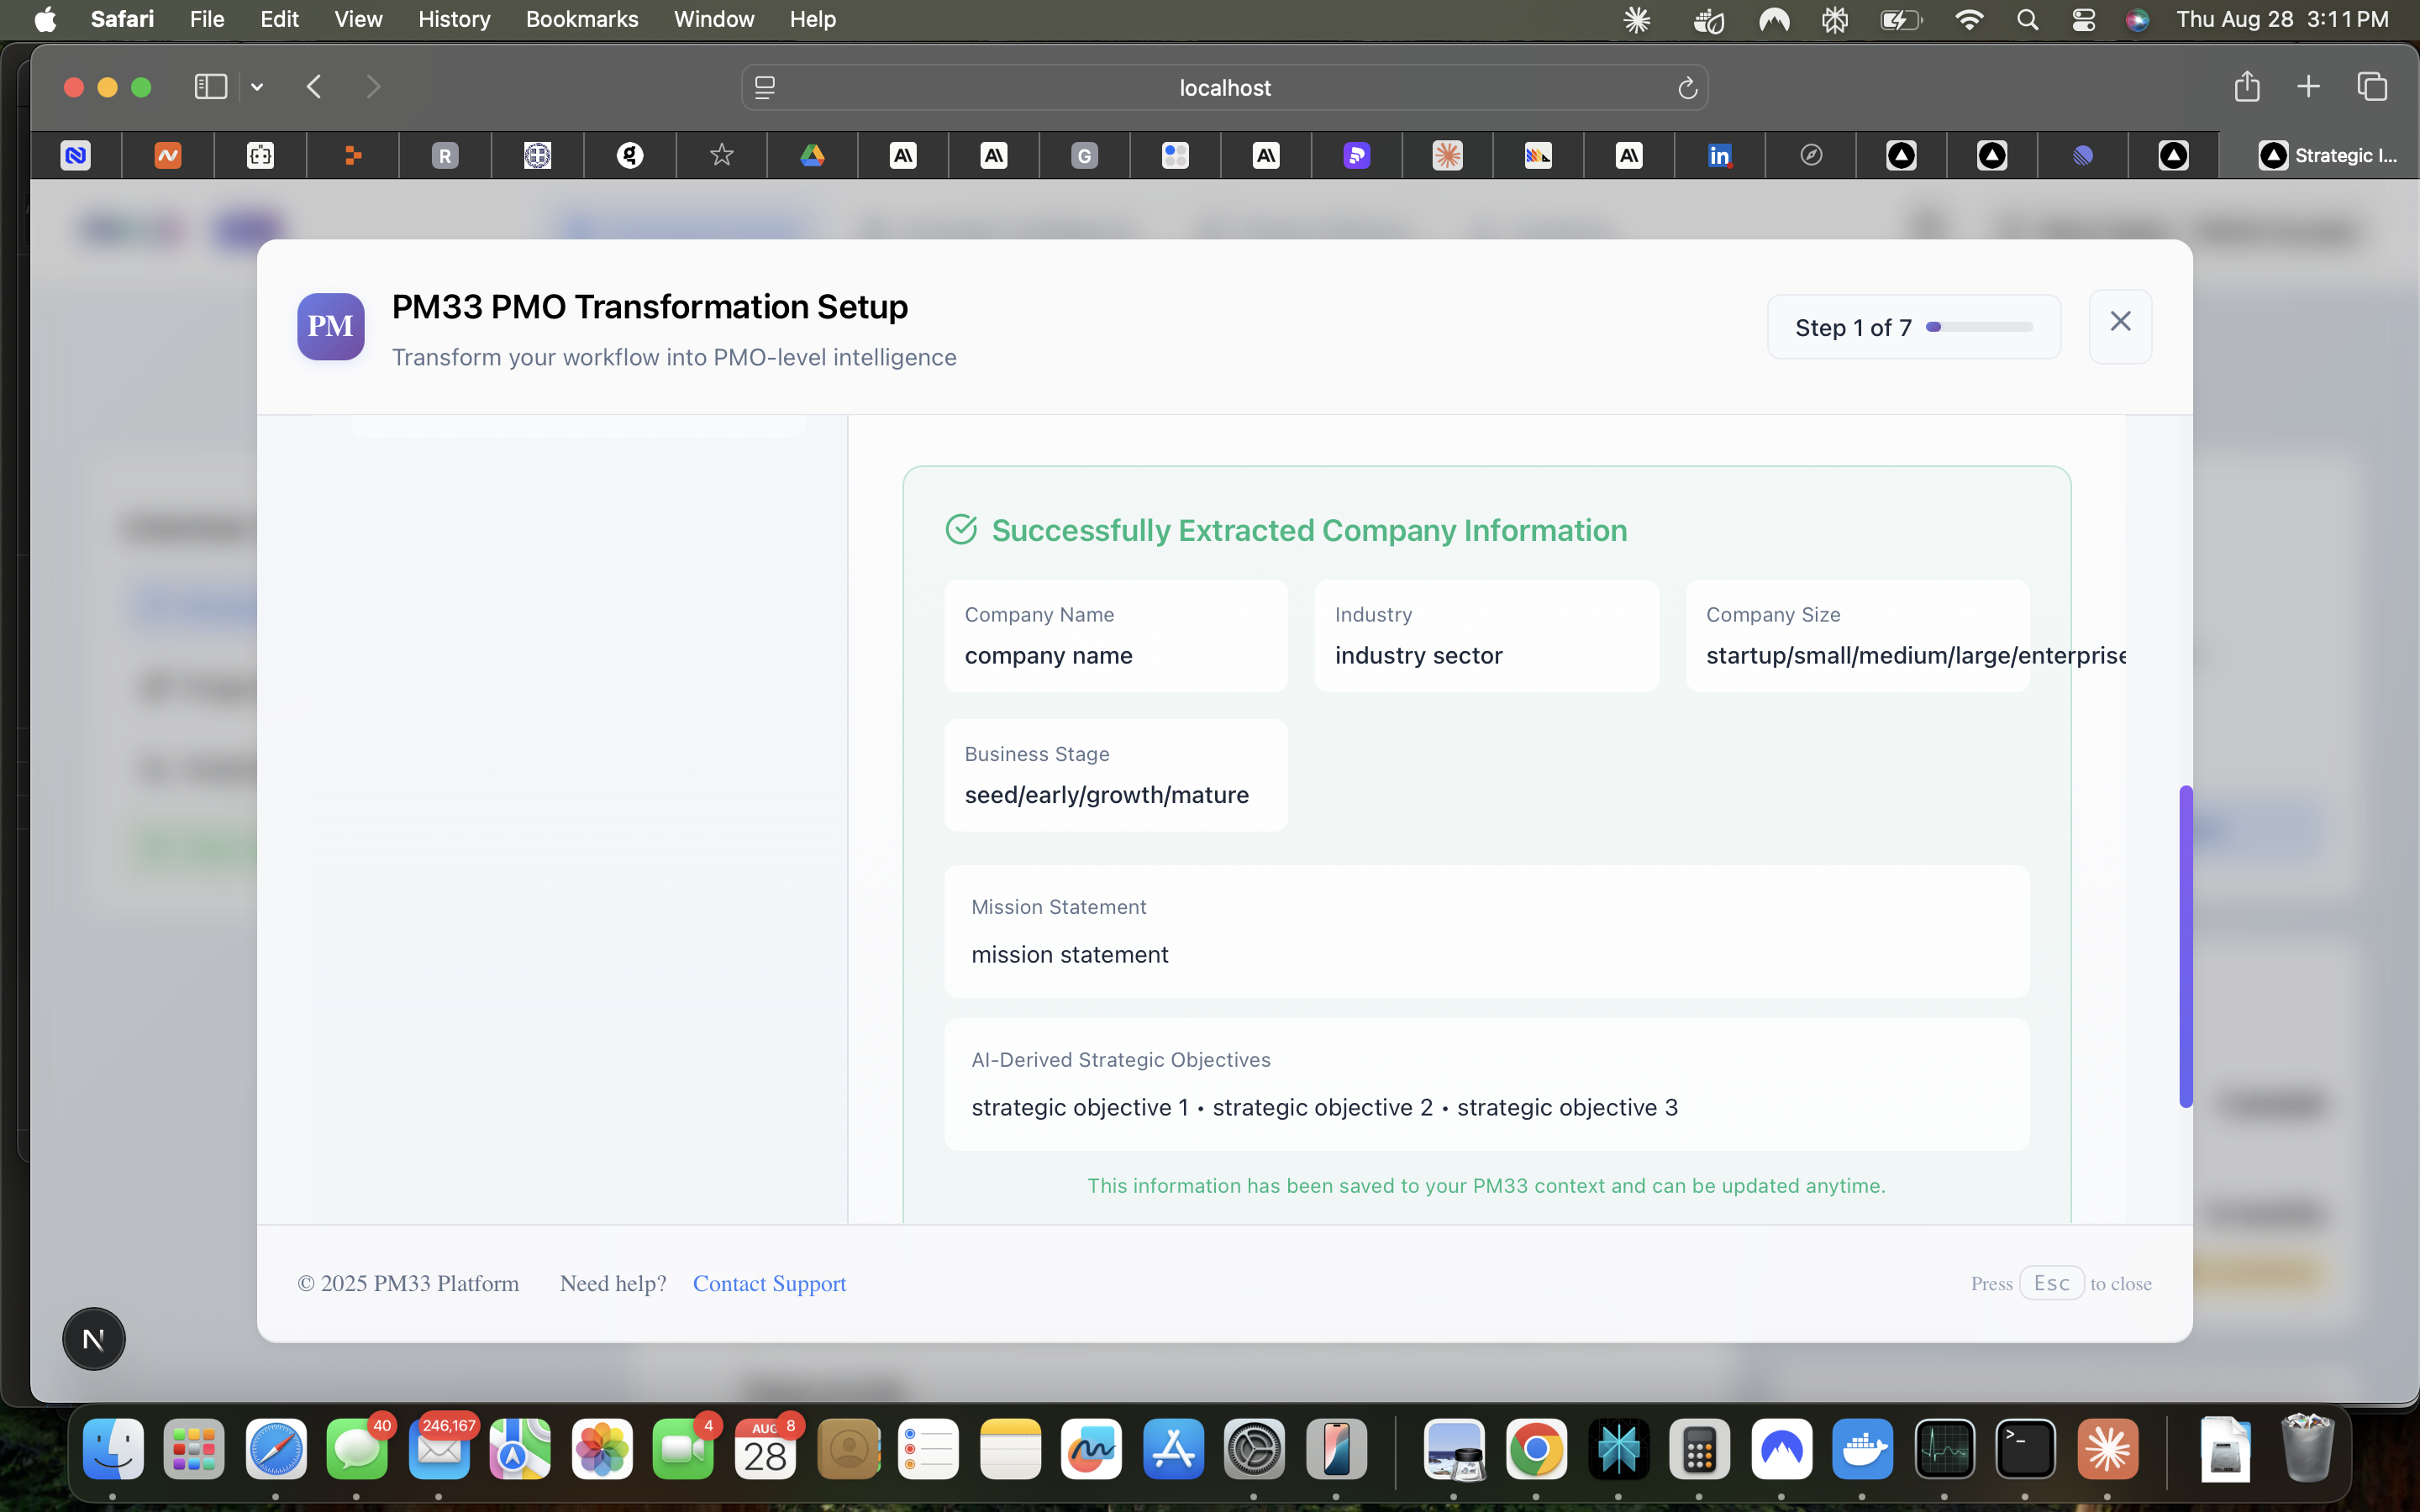 Safari File Edit View History Bookmarks Window Help Thu Aug 28 3:11 PM
localhost
R G in Strategic I...
PM
PM33 PMO Transformation Setup
Transform your workflow into PMO-level intelligence
Step 1 of 7
Successfully Extracted Company Information
Company Name
company name
Industry
industry sector
Company Size
startup/small/medium/large/enterprise
Business Stage
seed/early/growth/mature
Mission Statement
mission statement
AI-Derived Strategic Objectives
strategic objective 1 • strategic objective 2 • strategic objective 3
This information has been saved to your PM33 context and can be updated anytime.
© 2025 PM33 Platform Need help? Contact Support
Press Esc to close
N
40 246,167 4 AUG 8
28